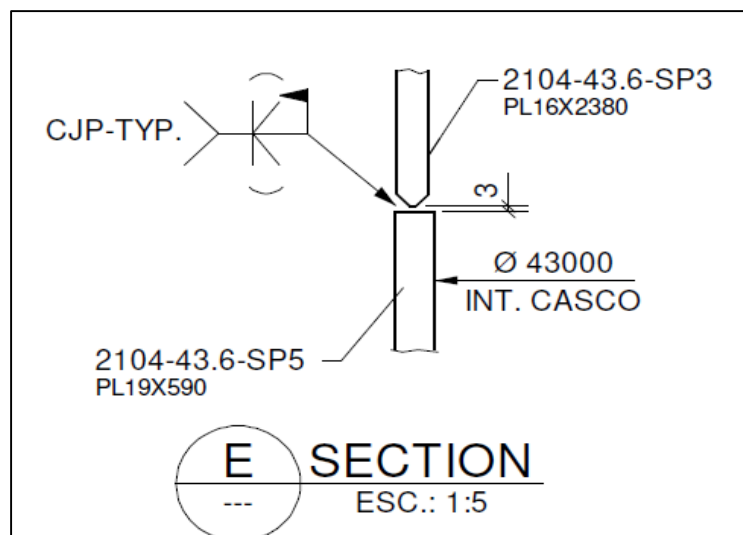 2104-43.6-SP3
PL16X2380
CJP-TYP.
3
Ø 43000
INT. CASCO
2104-43.6-SP5
PL19X590
E SECTION
--- ESC.: 1:5